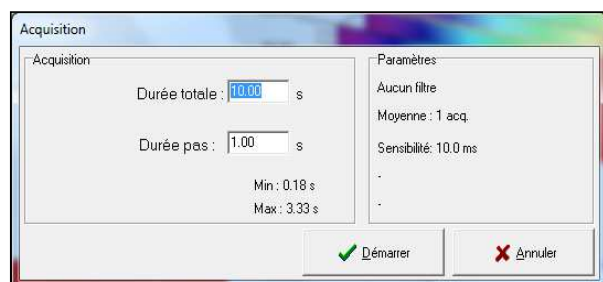 Acquisition
Acquisition
Durée totale : 10.00 s
Durée pas : 1.00 s
Min : 0.18 s
Max : 3.33 s
Paramètres
Aucun filtre
Moyenne : 1 acq.
Sensibilité: 10.0 ms
-
-
Démarrer
Annuler